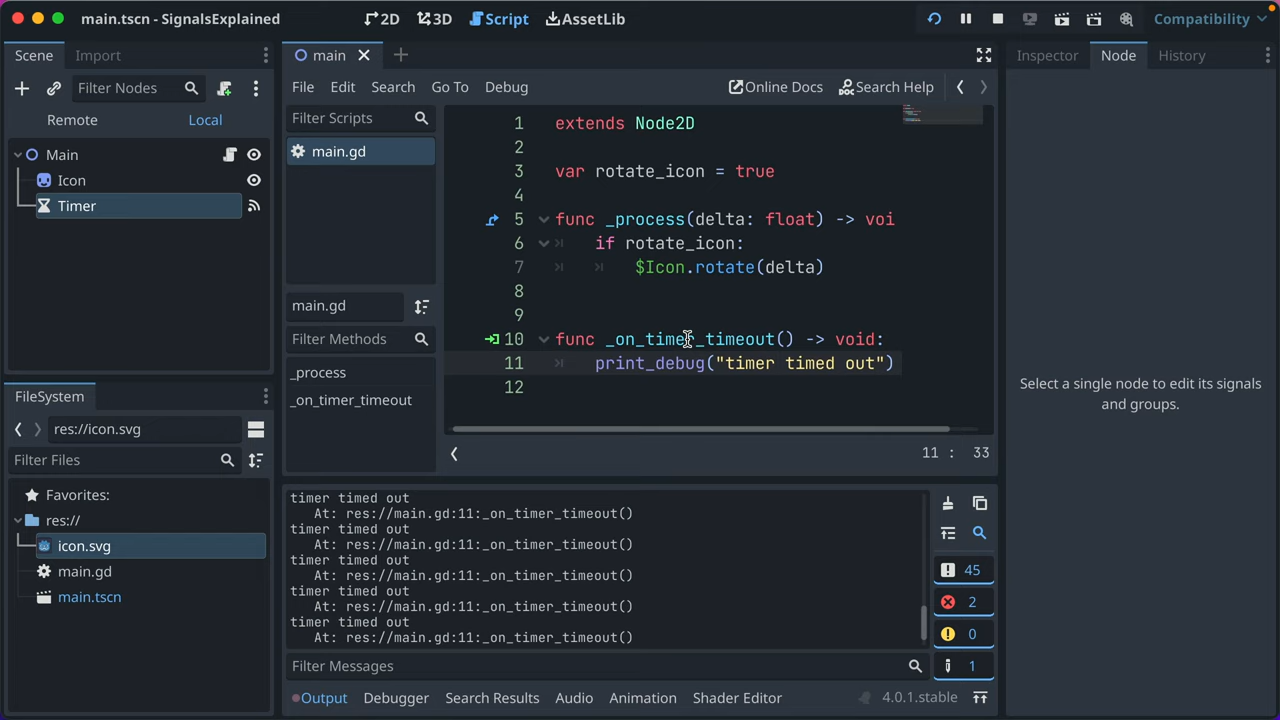 main.tscn - SignalsExplained
2D
3D
Script
AssetLib
Compatibility
Scene
Import
Filter Nodes
Remote
Local
Main
Icon
Timer
FileSystem
res://icon.svg
Filter Files
Favorites:
res://
icon.svg
main.gd
main.tscn
main
File
Edit
Search
Go To
Debug
Online Docs
Search Help
Filter Scripts
main.gd
main.gd
Filter Methods
_process
_on_timer_timeout
1 extends Node2D
2
3 var rotate_icon = true
4
5 func _process(delta: float) -> voi
6 if rotate_icon:
7 $Icon.rotate(delta)
8
9
10 func _on_timer_timeout() -> void:
11 print_debug("timer timed out")
12
11 : 33
timer timed out
At: res://main.gd:11:_on_timer_timeout()
timer timed out
At: res://main.gd:11:_on_timer_timeout()
timer timed out
At: res://main.gd:11:_on_timer_timeout()
timer timed out
At: res://main.gd:11:_on_timer_timeout()
timer timed out
At: res://main.gd:11:_on_timer_timeout()
45
2
0
1
Filter Messages
Output
Debugger
Search Results
Audio
Animation
Shader Editor
4.0.1.stable
Inspector
Node
History
Select a single node to edit its signals
and groups.